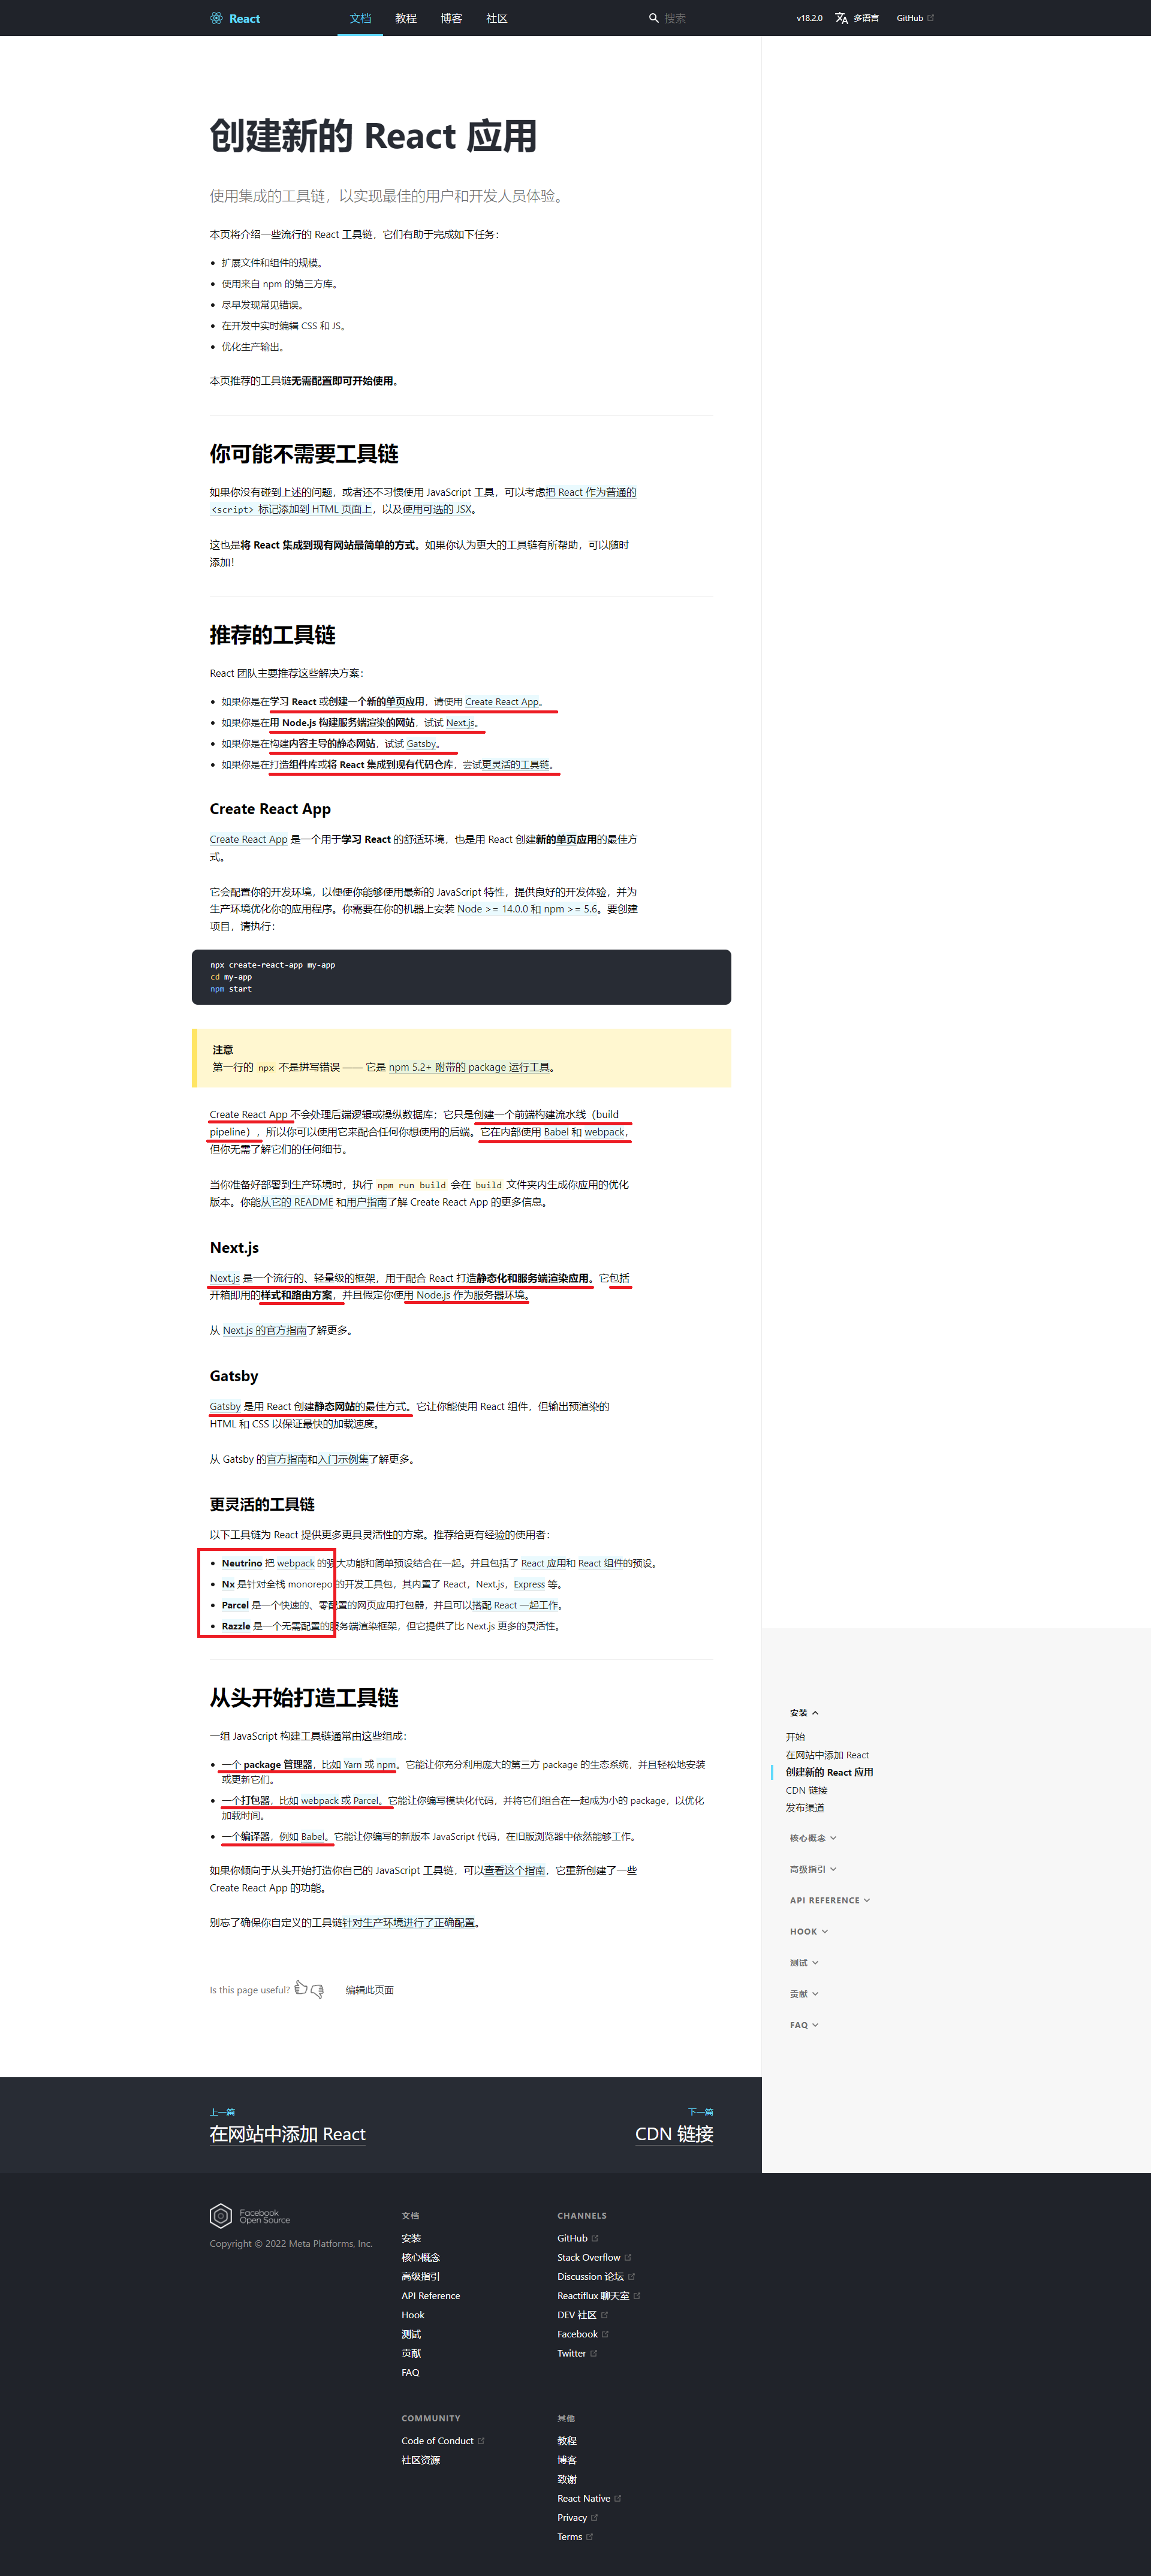 React 文档 教程 博客 社区 搜索 v18.2.0 多语言 GitHub
创建新的 React 应用
使用集成的工具链，以实现最佳的用户和开发人员体验。
本页将介绍一些流行的 React 工具链，它们有助于完成如下任务：
扩展文件和组件的规模。
使用来自 npm 的第三方库。
尽早发现常见错误。
在开发中实时编辑 CSS 和 JS。
优化生产输出。
本页推荐的工具链无需配置即可开始使用。
你可能不需要工具链
如果你没有碰到上述的问题，或者还不习惯使用 JavaScript 工具，可以考虑把 React 作为普通的
<script> 标记添加到 HTML 页面上，以及使用可选的 JSX。
这也是将 React 集成到现有网站最简单的方式。如果你认为更大的工具链有所帮助，可以随时
添加！
推荐的工具链
React 团队主要推荐这些解决方案：
如果你是在学习 React 或创建一个新的单页应用，请使用 Create React App。
如果你是在用 Node.js 构建服务端渲染的网站，试试 Next.js。
如果你是在构建内容主导的静态网站，试试 Gatsby。
如果你是在打造组件库或将 React 集成到现有代码仓库，尝试更灵活的工具链。
Create React App
Create React App 是一个用于学习 React 的舒适环境，也是用 React 创建新的单页应用的最佳方
式。
它会配置你的开发环境，以便使你能够使用最新的 JavaScript 特性，提供良好的开发体验，并为
生产环境优化你的应用程序。你需要在你的机器上安装 Node >= 14.0.0 和 npm >= 5.6。要创建
项目，请执行：
npx create-react-app my-app
cd my-app
npm start
注意
第一行的 npx 不是拼写错误 —— 它是 npm 5.2+ 附带的 package 运行工具。
Create React App 不会处理后端逻辑或操纵数据库；它只是创建一个前端构建流水线（build
pipeline），所以你可以使用它来配合任何你想使用的后端。它在内部使用 Babel 和 webpack，
但你无需了解它们的任何细节。
当你准备好部署到生产环境时，执行 npm run build 会在 build 文件夹内生成你应用的优化
版本。你能从它的 README 和用户指南了解 Create React App 的更多信息。
Next.js
Next.js 是一个流行的、轻量级的框架，用于配合 React 打造静态化和服务端渲染应用。它包括
开箱即用的样式和路由方案，并且假定你使用 Node.js 作为服务器环境。
从 Next.js 的官方指南了解更多。
Gatsby
Gatsby 是用 React 创建静态网站的最佳方式。它让你能使用 React 组件，但输出预渲染的
HTML 和 CSS 以保证最快的加载速度。
从 Gatsby 的官方指南和入门示例集了解更多。
更灵活的工具链
以下工具链为 React 提供更多更具灵活性的方案。推荐给更有经验的使用者：
Neutrino 把 webpack 的强大功能和简单预设结合在一起。并且包括了 React 应用和 React 组件的预设。
Nx 是针对全栈 monorepo 的开发工具包，其内置了 React，Next.js，Express 等。
Parcel 是一个快速的、零配置的网页应用打包器，并且可以搭配 React 一起工作。
Razzle 是一个无需配置的服务端渲染框架，但它提供了比 Next.js 更多的灵活性。
从头开始打造工具链
一组 JavaScript 构建工具链通常由这些组成：
一个 package 管理器，比如 Yarn 或 npm。它能让你充分利用庞大的第三方 package 的生态系统，并且轻松地安装
或更新它们。
一个打包器，比如 webpack 或 Parcel。它能让你编写模块化代码，并将它们组合在一起成为小的 package，以优化
加载时间。
一个编译器，例如 Babel。它能让你编写的新版本 JavaScript 代码，在旧版浏览器中依然能够工作。
如果你倾向于从头开始打造你自己的 JavaScript 工具链，可以查看这个指南，它重新创建了一些
Create React App 的功能。
别忘了确保你自定义的工具链针对生产环境进行了正确配置。
Is this page useful? 编辑此页面
安装
开始
在网站中添加 React
创建新的 React 应用
CDN 链接
发布渠道
核心概念
高级指引
API REFERENCE
HOOK
测试
贡献
FAQ
上一篇
在网站中添加 React
下一篇
CDN 链接
Facebook
Open Source
Copyright © 2022 Meta Platforms, Inc.
文档
安装
核心概念
高级指引
API Reference
Hook
测试
贡献
FAQ
CHANNELS
GitHub
Stack Overflow
Discussion 论坛
Reactiflux 聊天室
DEV 社区
Facebook
Twitter
COMMUNITY
Code of Conduct
社区资源
其他
教程
博客
致谢
React Native
Privacy
Terms